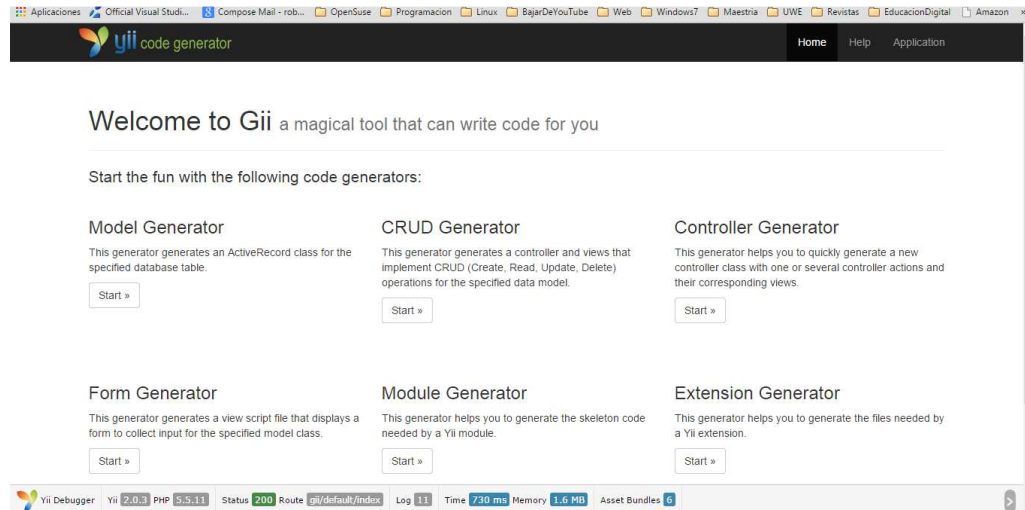 Aplicaciones Official Visual Studi... Compose Mail - rob... OpenSuse Programacion Linux BajarDeYouTube Web Windows7 Maestria UWE Revistas EducacionDigital Amazon »
yii code generator Home Help Application
Welcome to Gii a magical tool that can write code for you
Start the fun with the following code generators:
Model Generator
This generator generates an ActiveRecord class for the
specified database table.
Start »
CRUD Generator
This generator generates a controller and views that
implement CRUD (Create, Read, Update, Delete)
operations for the specified data model.
Start »
Controller Generator
This generator helps you to quickly generate a new
controller class with one or several controller actions and
their corresponding views.
Start »
Form Generator
This generator generates a view script file that displays a
form to collect input for the specified model class.
Start »
Module Generator
This generator helps you to generate the skeleton code
needed by a Yii module.
Start »
Extension Generator
This generator helps you to generate the files needed by
a Yii extension.
Start »
Yii Debugger Yii 2.0.3 PHP 5.5.11 Status 200 Route gii/default/index Log 11 Time 730 ms Memory 1.6 MB Asset Bundles 6